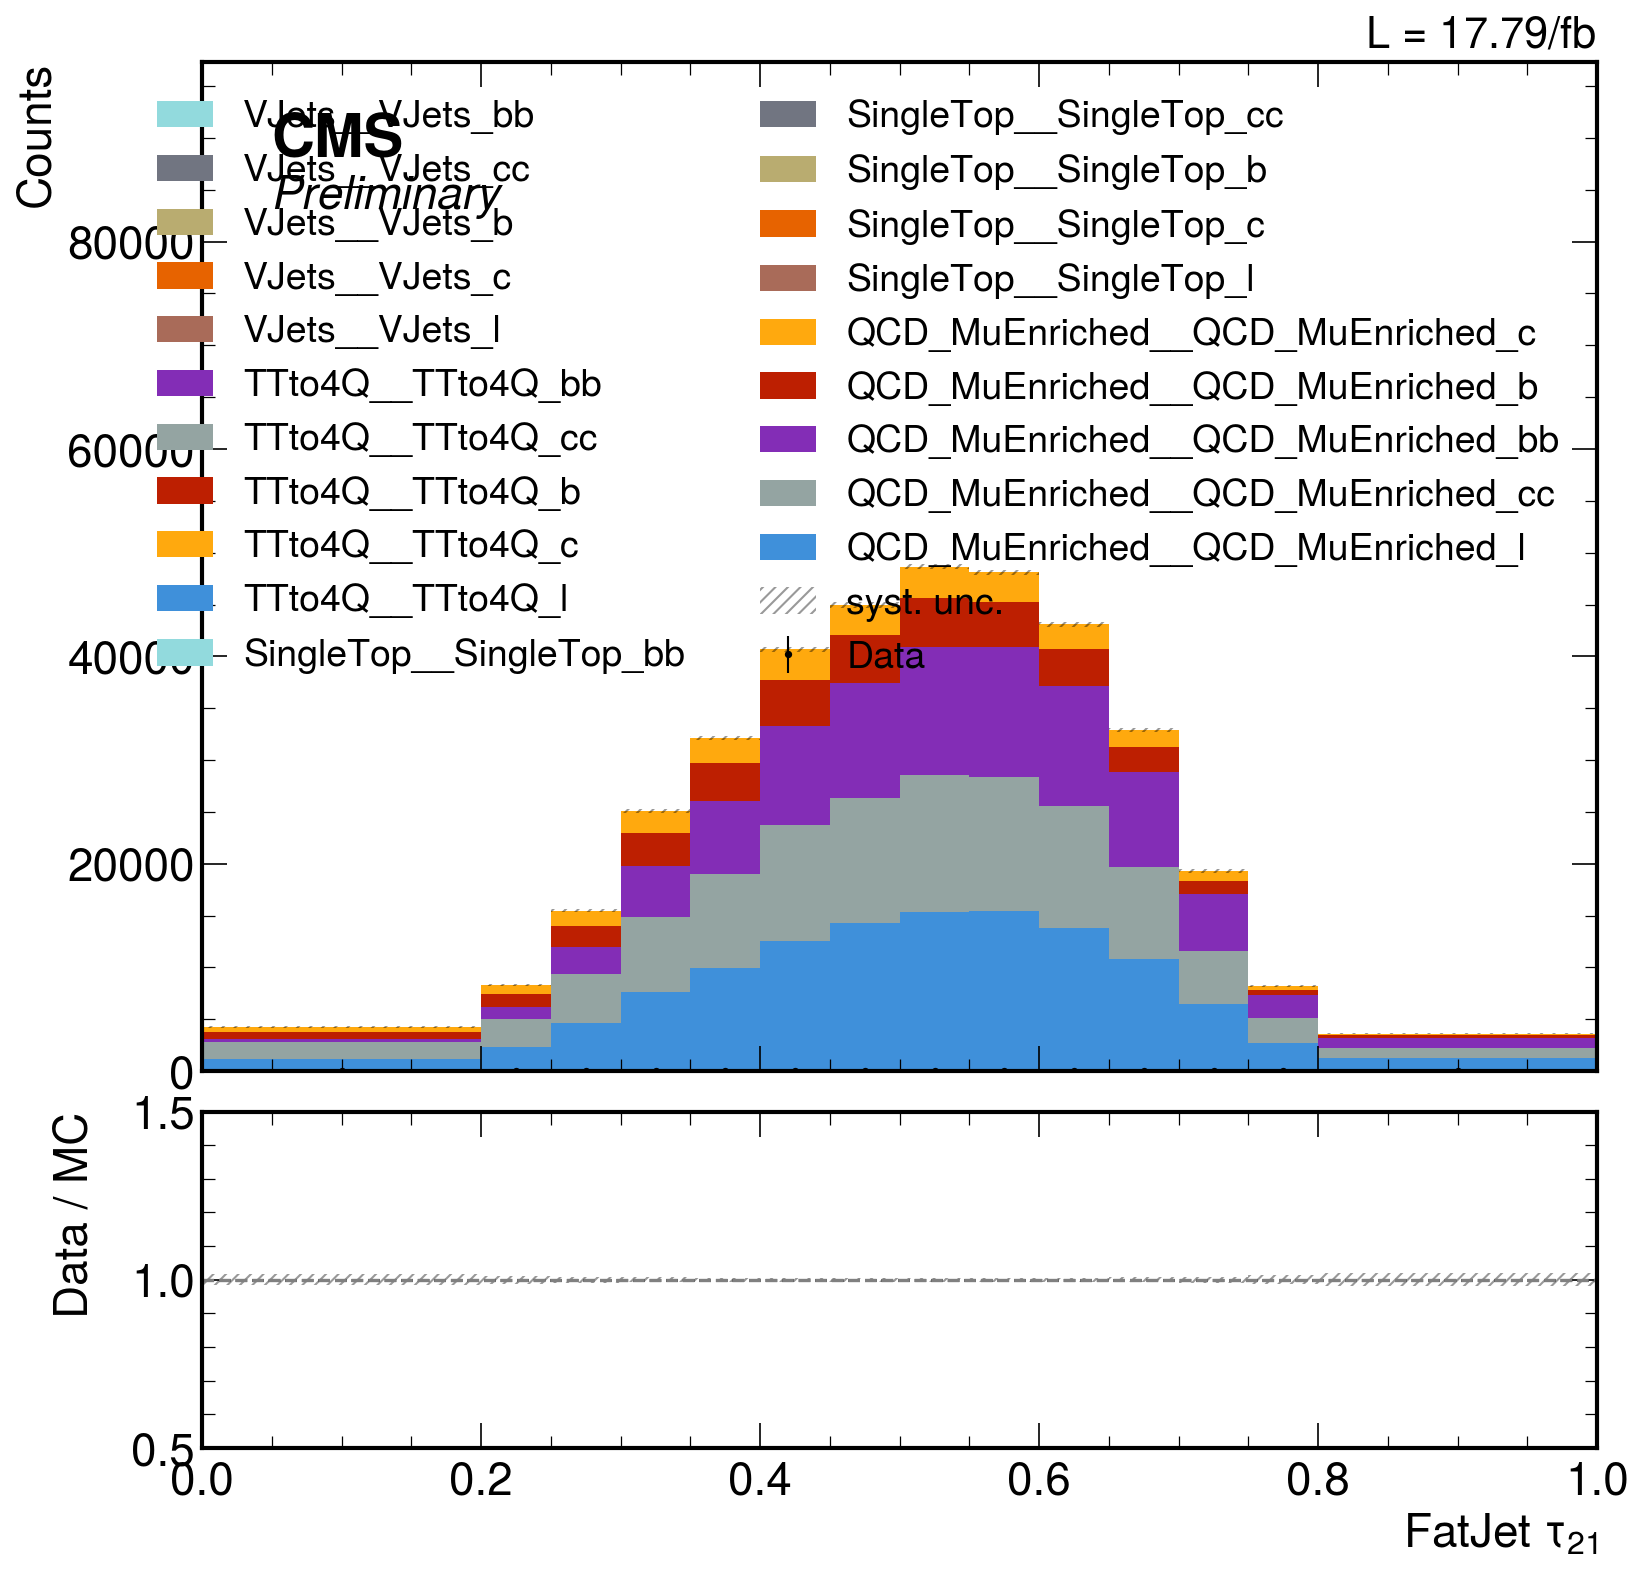 L = 17.79/fb
Counts
CMS
Preliminary
VJets__VJets_bb
VJets__VJets_cc
VJets__VJets_b
VJets__VJets_c
VJets__VJets_l
TTto4Q__TTto4Q_bb
TTto4Q__TTto4Q_cc
TTto4Q__TTto4Q_b
TTto4Q__TTto4Q_c
TTto4Q__TTto4Q_l
SingleTop__SingleTop_bb
SingleTop__SingleTop_cc
SingleTop__SingleTop_b
SingleTop__SingleTop_c
SingleTop__SingleTop_l
QCD_MuEnriched__QCD_MuEnriched_c
QCD_MuEnriched__QCD_MuEnriched_b
QCD_MuEnriched__QCD_MuEnriched_bb
QCD_MuEnriched__QCD_MuEnriched_cc
QCD_MuEnriched__QCD_MuEnriched_l
syst. unc.
Data
80000
60000
40000
20000
0
Data / MC
1.5
1.0
0.5
0.0 0.2 0.4 0.6 0.8 1.0
FatJet τ21